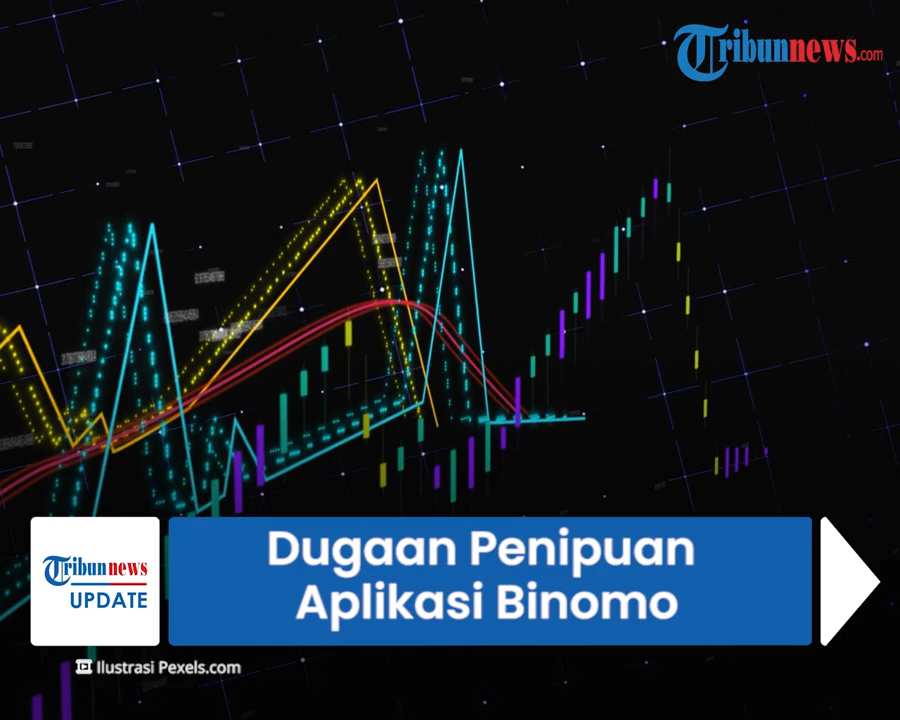 Tribunnews.com
Dugaan Penipuan
Aplikasi Binomo
Tribunnews
UPDATE
Ilustrasi Pexels.com